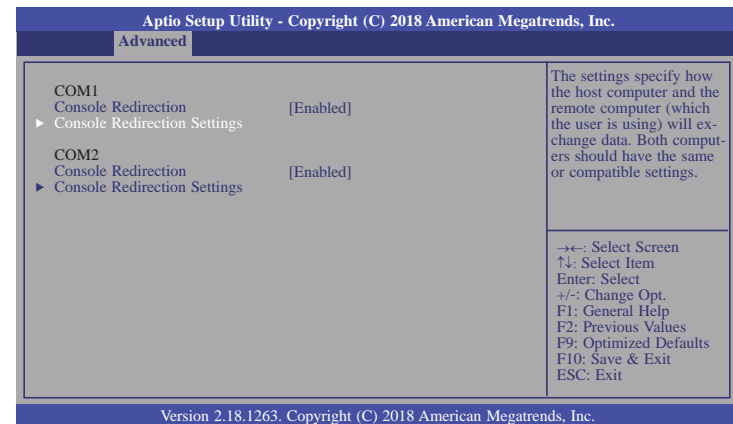 Aptio Setup Utility - Copyright (C) 2018 American Megatrends, Inc.
Advanced
COM1
Console Redirection [Enabled]
▶ Console Redirection Settings
COM2
Console Redirection [Enabled]
▶ Console Redirection Settings
The settings specify how
the host computer and the
remote computer (which
the user is using) will ex-
change data. Both comput-
ers should have the same
or compatible settings.
→←: Select Screen
↑↓: Select Item
Enter: Select
+/-: Change Opt.
F1: General Help
F2: Previous Values
F9: Optimized Defaults
F10: Save & Exit
ESC: Exit
Version 2.18.1263. Copyright (C) 2018 American Megatrends, Inc.